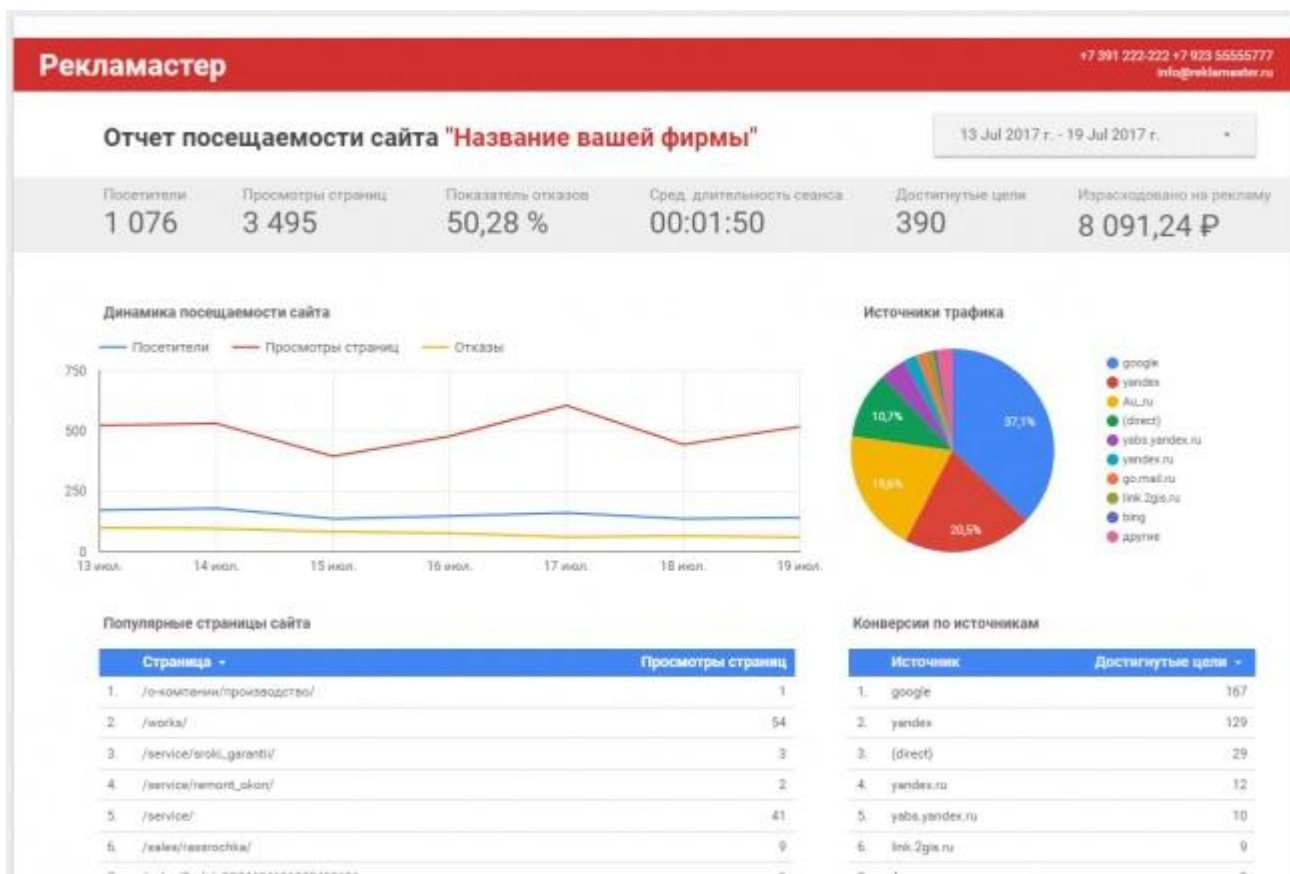 Рекламастер
+7 391 222-222 +7 923 55555777
info@reklamaster.ru
Отчет посещаемости сайта "Название вашей фирмы"
13 Jul 2017 г. - 19 Jul 2017 г.
Посетители
1 076
Просмотры страниц
3 495
Показатель отказов
50,28 %
Сред. длительность сеанса
00:01:50
Достигнутые цели
390
Израсходовано на рекламу
8 091,24 ₽
Динамика посещаемости сайта
Посетители Просмотры страниц Отказы
750
500
250
0
13 июл. 14 июл. 15 июл. 16 июл. 17 июл. 18 июл. 19 июл.
Источники трафика
37,1%
20,5%
19,6%
10,7%
google
yandex
Au_ru
(direct)
yabs.yandex.ru
yandex.ru
go.mail.ru
link.2gis.ru
bing
другие
Популярные страницы сайта
Страница Просмотры страниц
1. /о-компании/производство/ 1
2. /works/ 54
3. /service/sroki_garantii/ 3
4. /service/remont_okon/ 2
5. /service/ 41
6. /sales/rassrochka/ 9
Конверсии по источникам
Источник Достигнутые цели
1. google 167
2. yandex 129
3. (direct) 29
4. yandex.ru 12
5. yabs.yandex.ru 10
6. link.2gis.ru 9